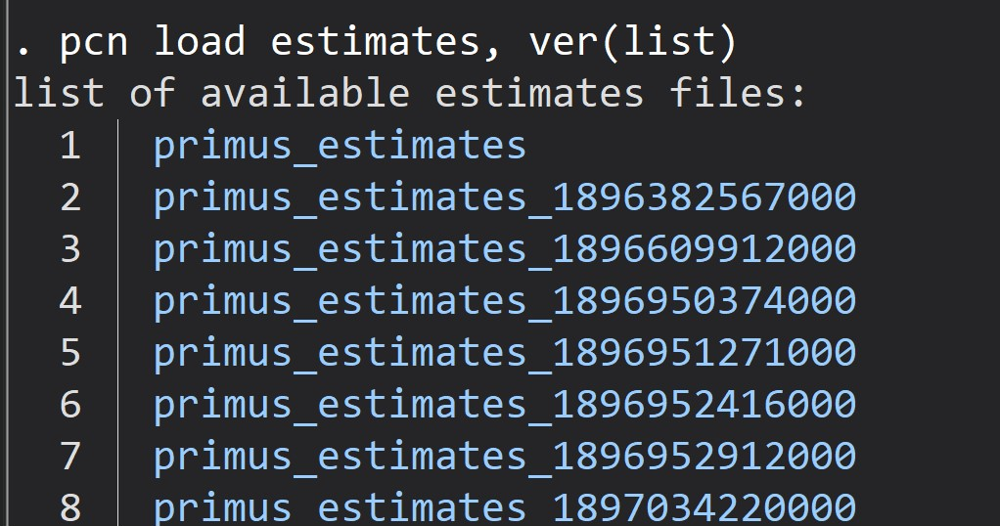 . pcn load estimates, ver(list)
list of available estimates files:
1 primus_estimates
2 primus_estimates_1896382567000
3 primus_estimates_1896609912000
4 primus_estimates_1896950374000
5 primus_estimates_1896951271000
6 primus_estimates_1896952416000
7 primus_estimates_1896952912000
8 primus_estimates_1897034220000